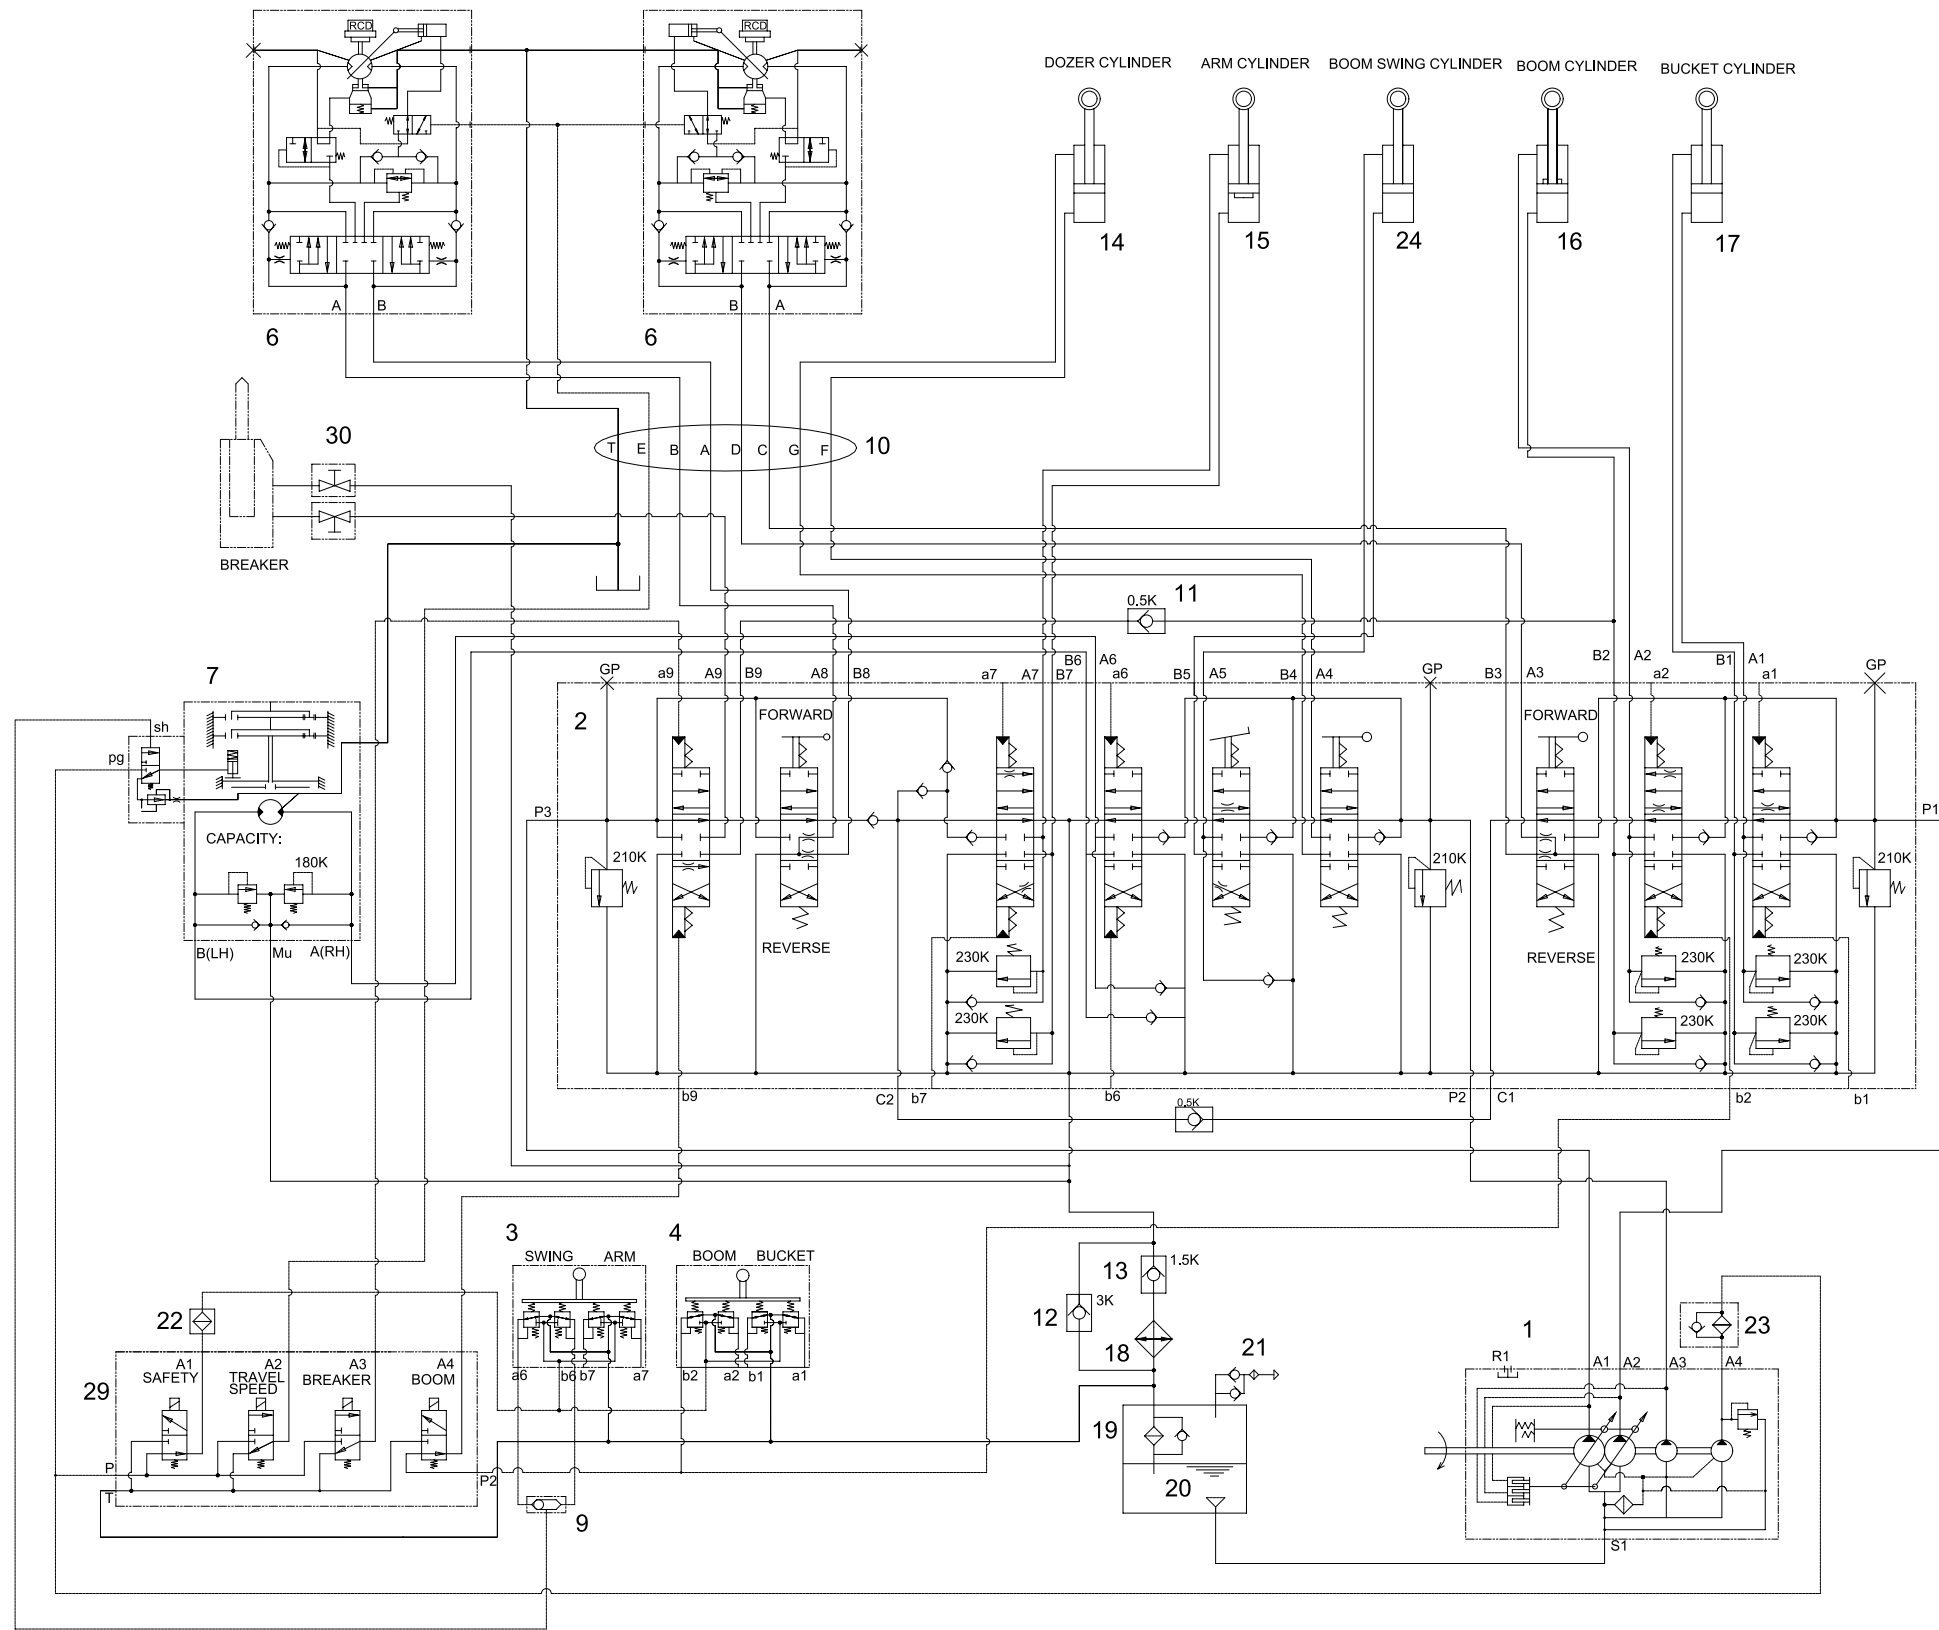 RCD
RCD
DOZER CYLINDER
ARM CYLINDER
BOOM SWING CYLINDER
BOOM CYLINDER
BUCKET CYLINDER
14
15
24
16
17
A B
B A
6
6
30
T E B A D C G F
10
BREAKER
0.5K
11
7
GP a9 A9 B9 A8 B8
a7 A7 B7 B6 A6 a6 B5 A5 B4 A4 GP
B3 A3 B2 A2 a2 B1 A1 a1 GP
sh
pg
2
FORWARD
FORWARD
P3
P1
CAPACITY:
180K
210K
210K
210K
REVERSE
REVERSE
B(LH) Mu A(RH)
230K
230K
230K
230K
230K
230K
b9
C2 b7
b6
P2 C1
b2
b1
0.5K
3
SWING ARM
a6 b6 b7 a7
4
BOOM BUCKET
b2 a2 b1 a1
13
1.5K
12
3K
18
21
19
20
22
29
A1
SAFETY
A2
TRAVEL
SPEED
A3
BREAKER
A4
BOOM
P
T
P2
9
1
23
R1
A1 A2 A3 A4
S1